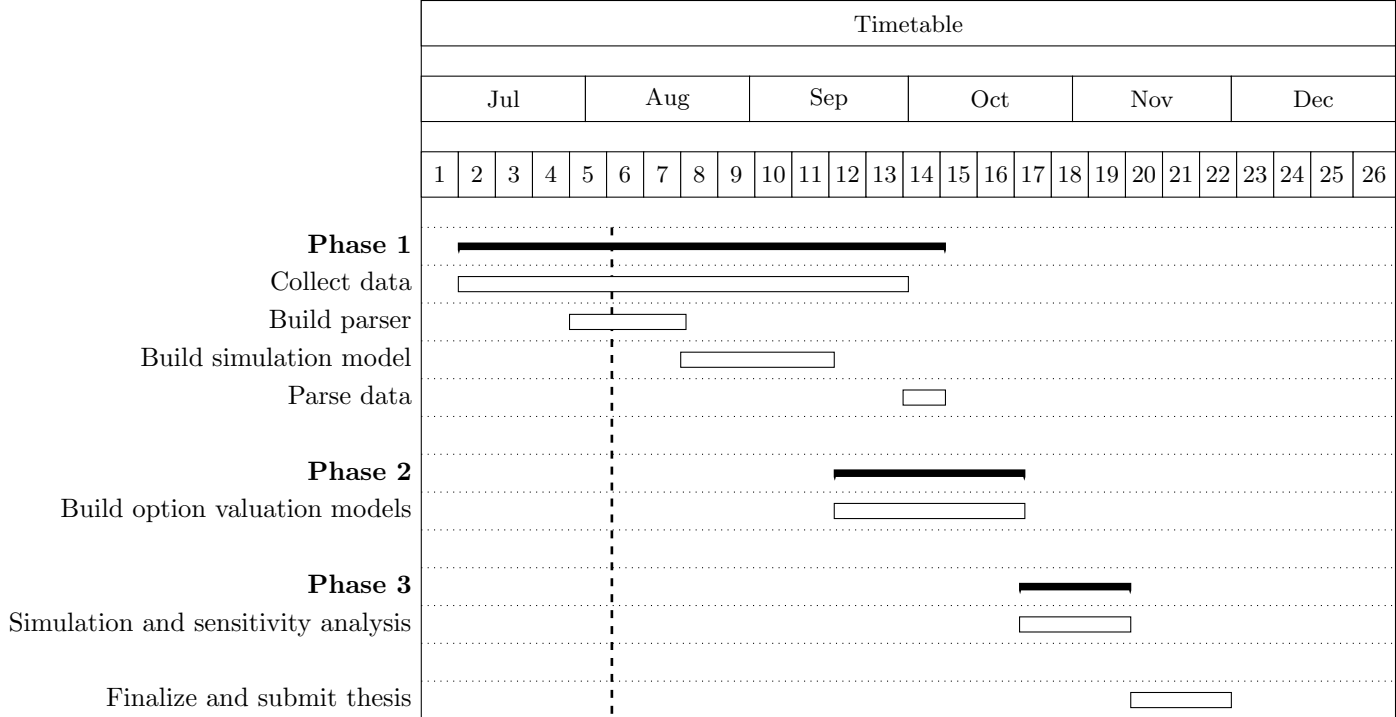 Timetable
Jul Aug Sep Oct Nov Dec
1 2 3 4 5 6 7 8 9 10 11 12 13 14 15 16 17 18 19 20 21 22 23 24 25 26
Phase 1
Collect data
Build parser
Build simulation model
Parse data
Phase 2
Build option valuation models
Phase 3
Simulation and sensitivity analysis
Finalize and submit thesis